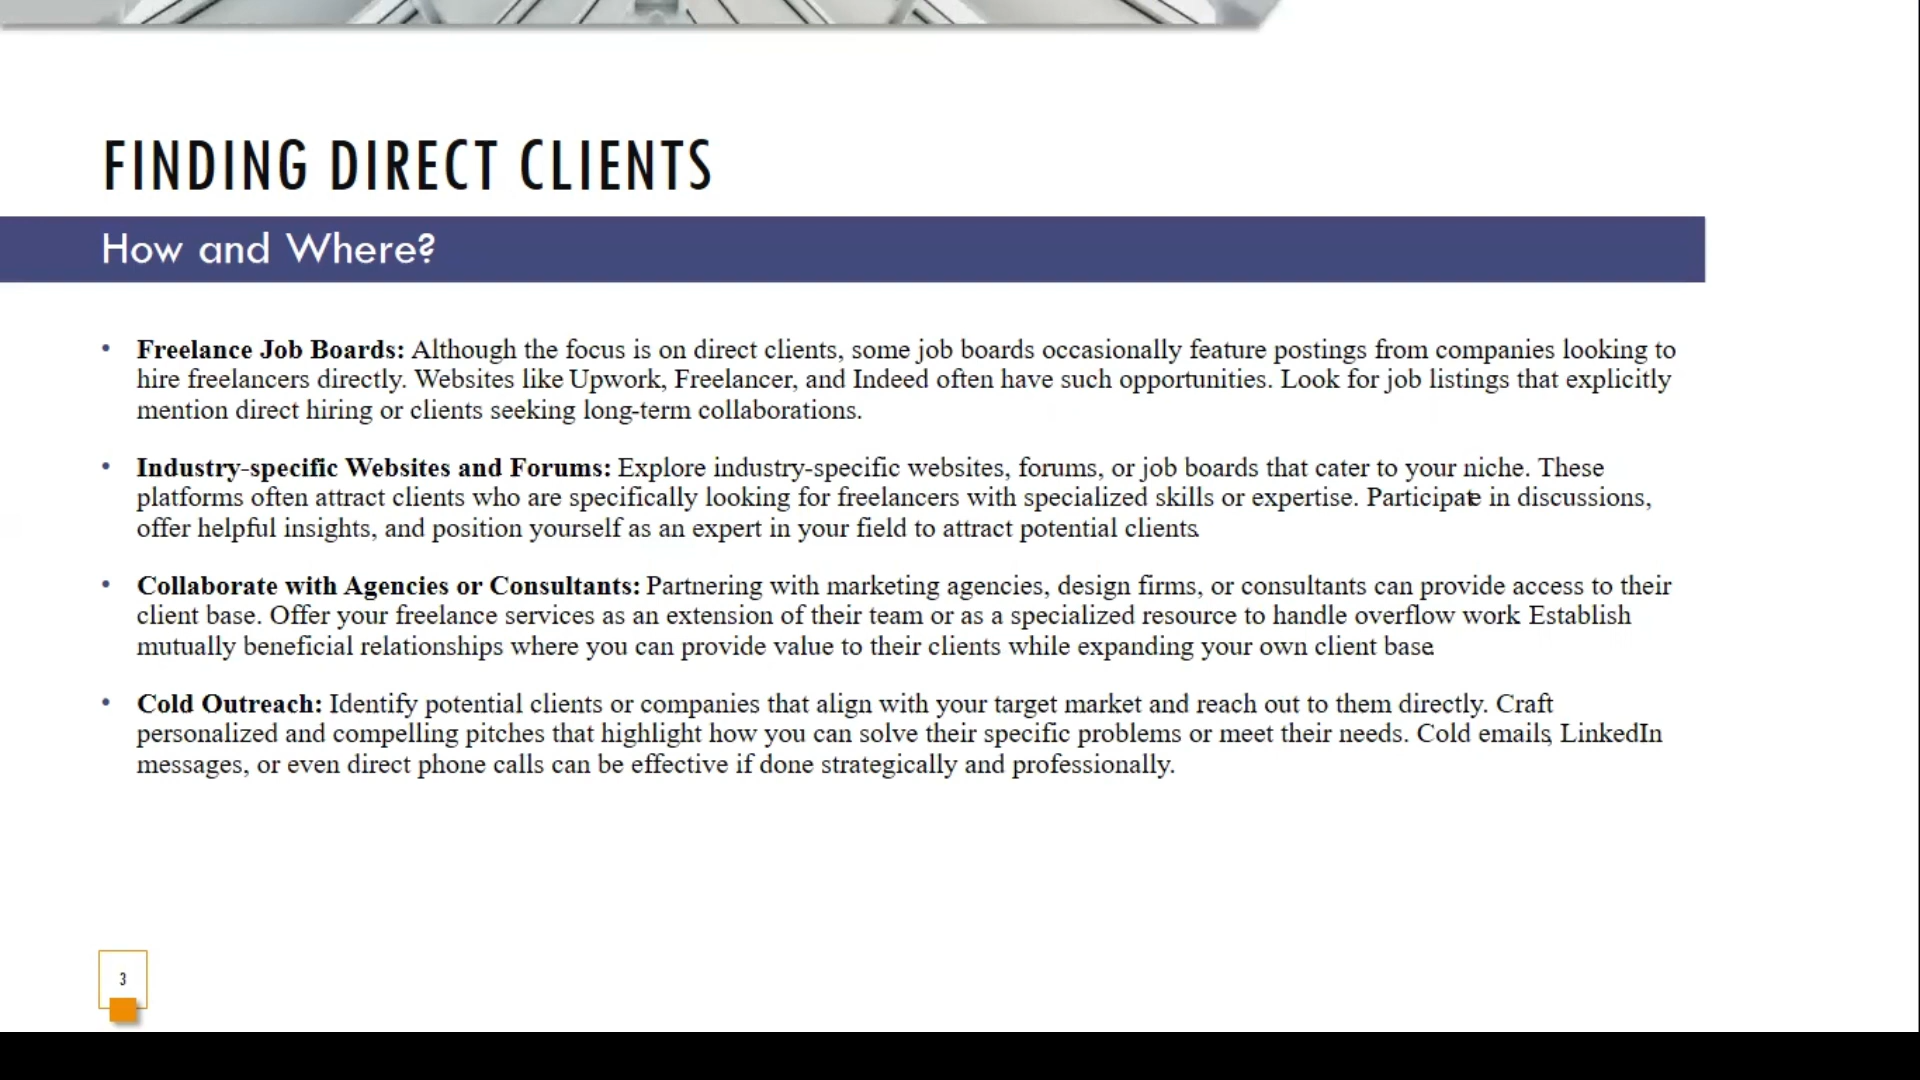 FINDING DIRECT CLIENTS
How and Where?
• Freelance Job Boards: Although the focus is on direct clients, some job boards occasionally feature postings from companies looking to
hire freelancers directly. Websites like Upwork, Freelancer, and Indeed often have such opportunities. Look for job listings that explicitly
mention direct hiring or clients seeking long-term collaborations.
• Industry-specific Websites and Forums: Explore industry-specific websites, forums, or job boards that cater to your niche. These
platforms often attract clients who are specifically looking for freelancers with specialized skills or expertise. Participate in discussions,
offer helpful insights, and position yourself as an expert in your field to attract potential clients.
• Collaborate with Agencies or Consultants: Partnering with marketing agencies, design firms, or consultants can provide access to their
client base. Offer your freelance services as an extension of their team or as a specialized resource to handle overflow work. Establish
mutually beneficial relationships where you can provide value to their clients while expanding your own client base.
• Cold Outreach: Identify potential clients or companies that align with your target market and reach out to them directly. Craft
personalized and compelling pitches that highlight how you can solve their specific problems or meet their needs. Cold emails, LinkedIn
messages, or even direct phone calls can be effective if done strategically and professionally.
3